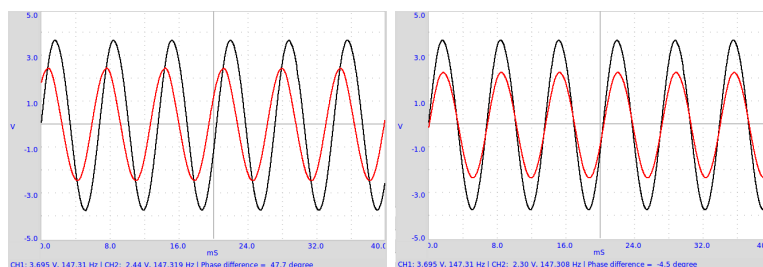 5.0 5.0
3.0 3.0
1.0 1.0
V V
-1.0 -1.0
-3.0 -3.0
-5.0 -5.0
0.0 8.0 16.0 24.0 32.0 40.0 0.0 8.0 16.0 24.0 32.0 40.0
mS mS
CH1: 3.695 V, 147.31 Hz | CH2: 2.44 V, 147.319 Hz | Phase difference = 47.7 degree CH1: 3.695 V, 147.31 Hz | CH2: 2.30 V, 147.308 Hz | Phase difference = -4.5 degree